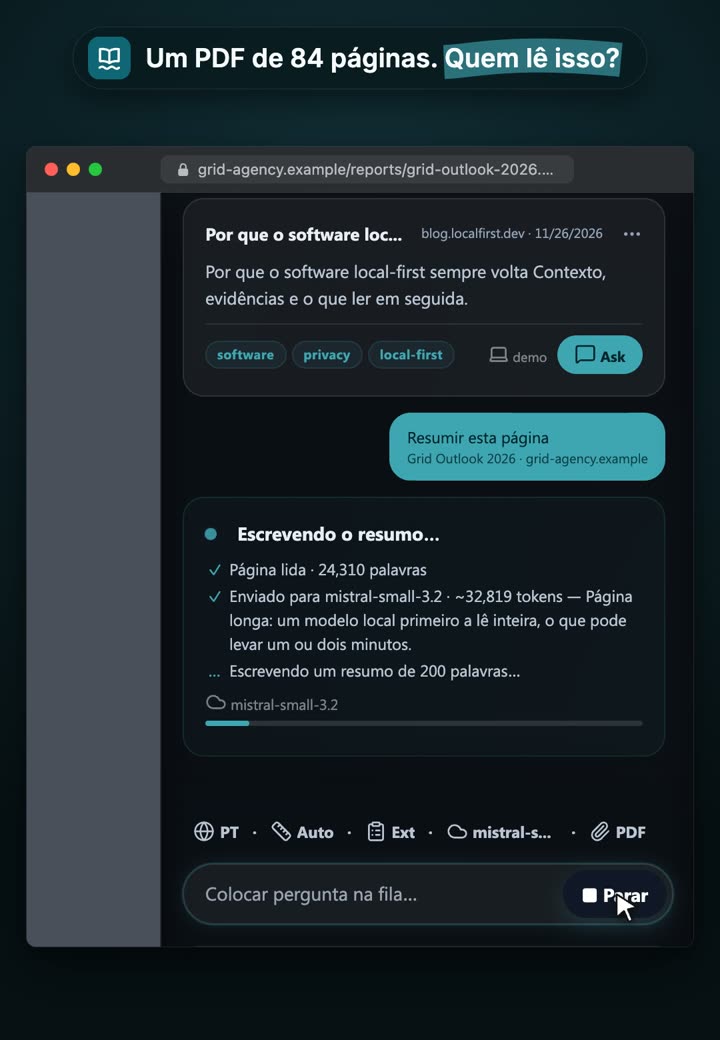 Um PDF de 84 páginas. Quem lê isso?
grid-agency.example/reports/grid-outlook-2026....
Por que o software loc... blog.localfirst.dev · 11/26/2026
Por que o software local-first sempre volta Contexto,
evidências e o que ler em seguida.
software privacy local-first demo Ask
Resumir esta página
Grid Outlook 2026 · grid-agency.example
Escrevendo o resumo...
✓ Página lida · 24,310 palavras
✓ Enviado para mistral-small-3.2 · ~32,819 tokens — Página
longa: um modelo local primeiro a lê inteira, o que pode
levar um ou dois minutos.
... Escrevendo um resumo de 200 palavras...
mistral-small-3.2
PT · Auto · Ext · mistral-s... · PDF
Colocar pergunta na fila... Parar